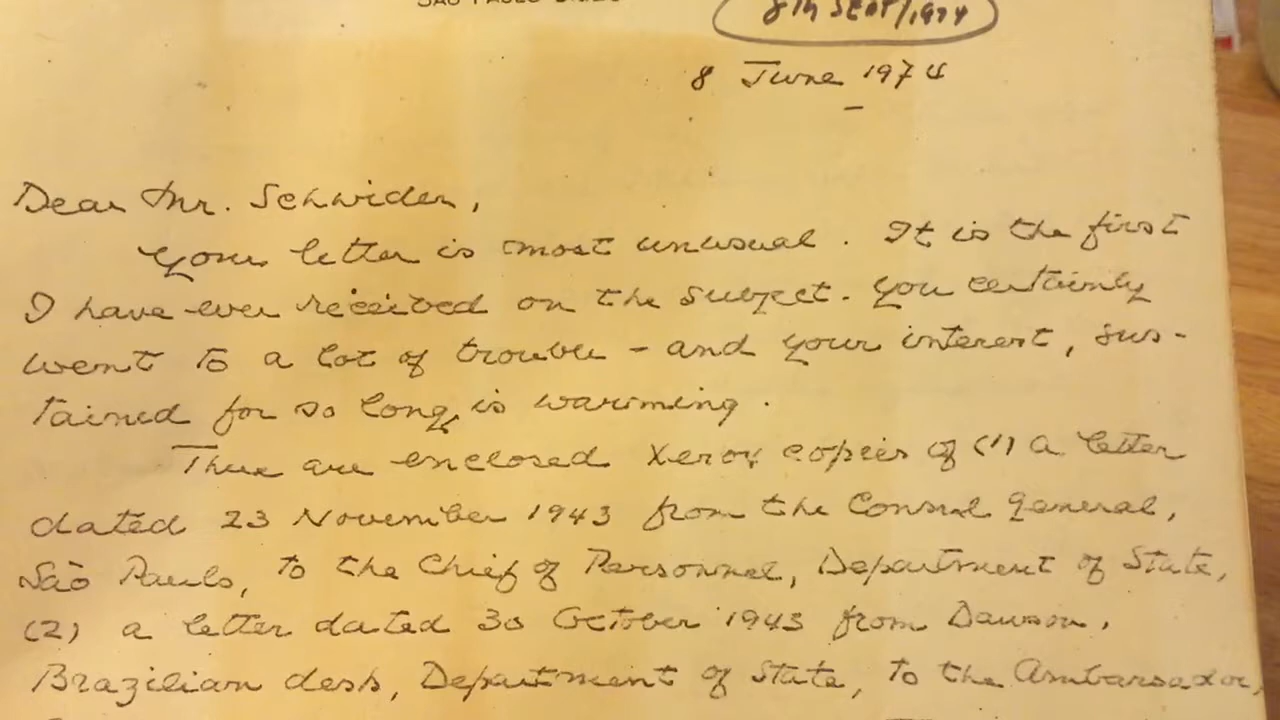 8th SEPT/1974
8 June 1974
Dear Mr. Schwider,
Your letter is most unusual. It is the first
I have ever received on the subject. You certainly
went to a lot of trouble - and your interest, sus-
tained for so long, is warming.
There are enclosed Xerox copies of (1) a letter
dated 23 November 1943 from the Consul General,
São Paulo, to the Chief of Personnel, Department of State,
(2) a letter dated 30 October 1943 from Dawson,
Brazilian desk, Department of State, to the Ambassador,